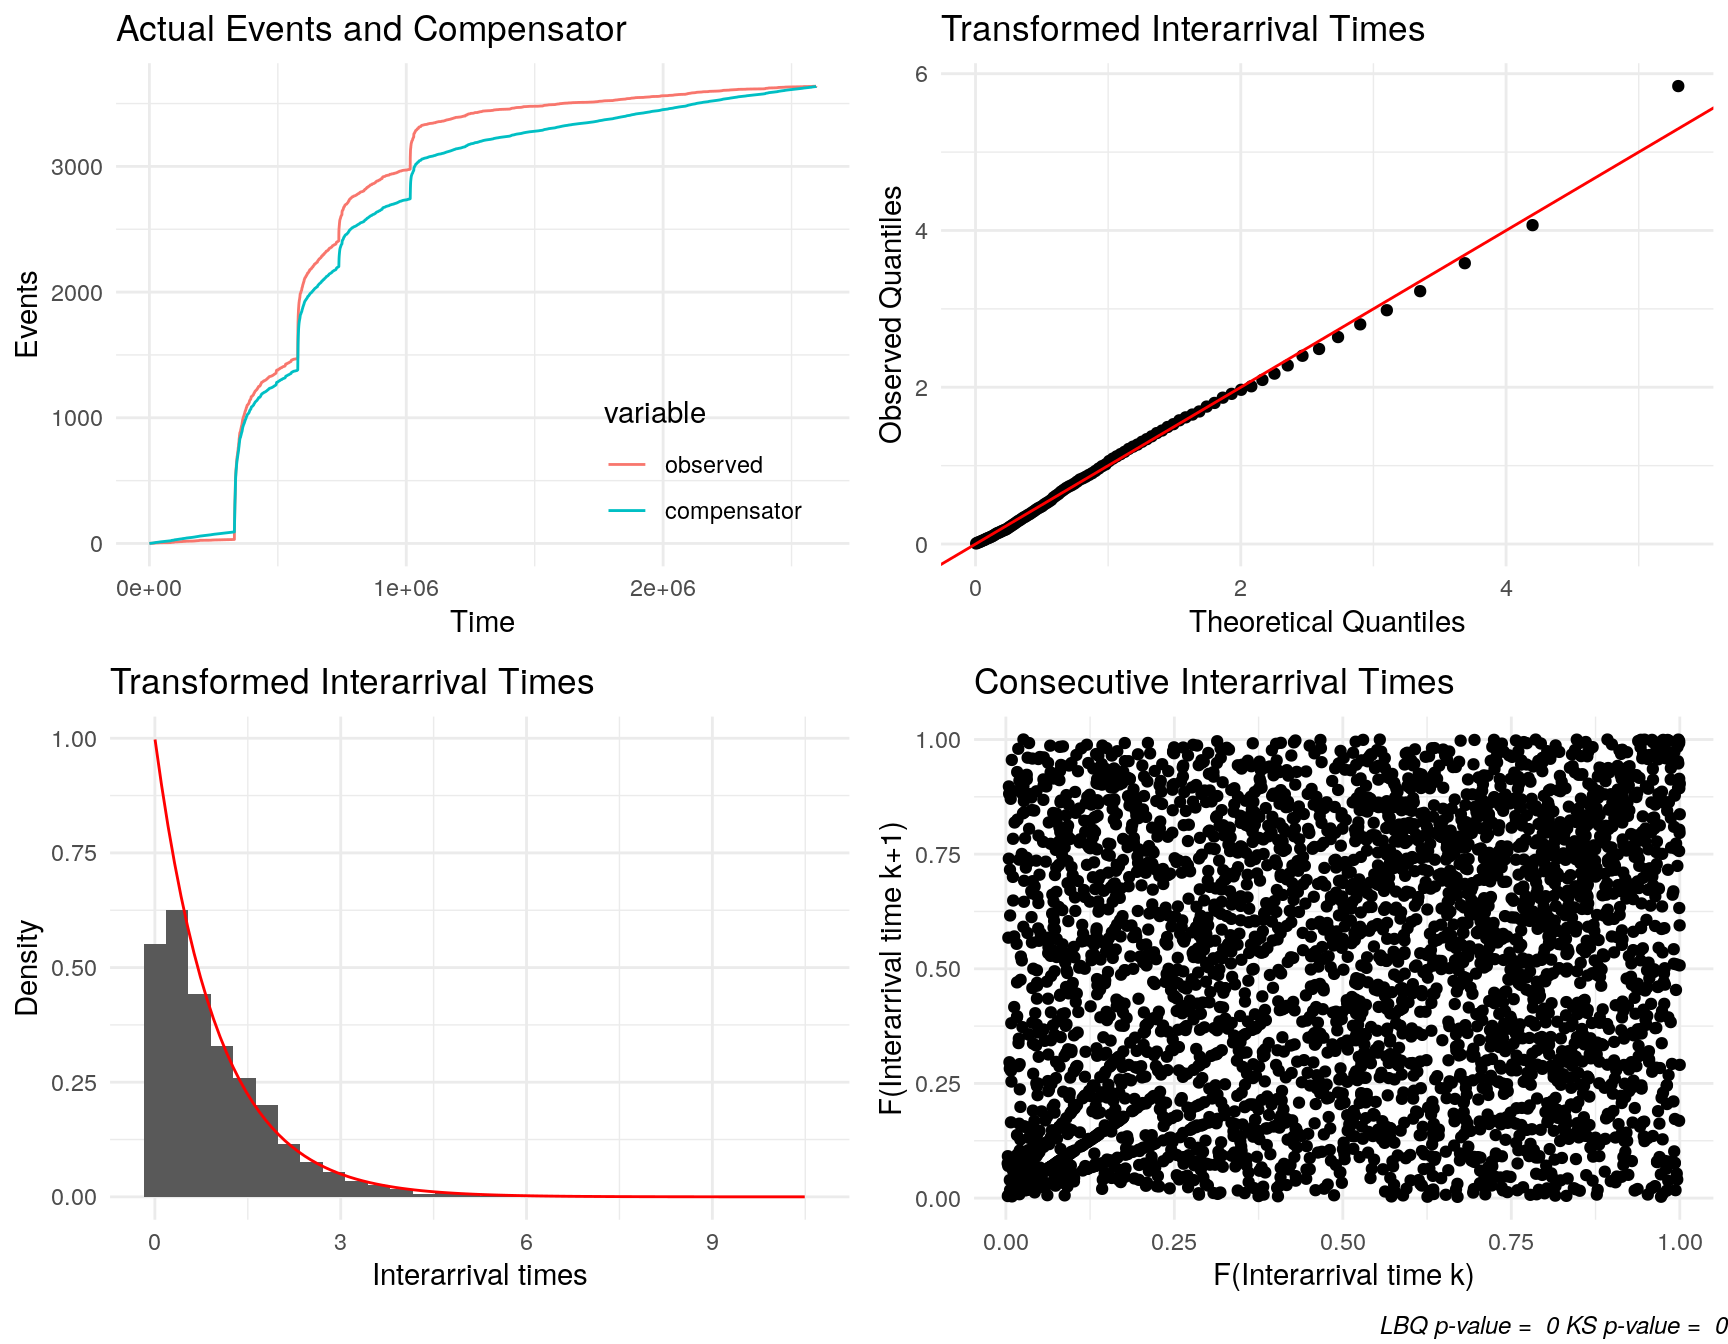 Actual Events and Compensator
Events
3000
2000
1000
0
0e+00 1e+06 2e+06
Time
variable
observed
compensator
Transformed Interarrival Times
Observed Quantiles
6
4
2
0
0 2 4
Theoretical Quantiles
Transformed Interarrival Times
Density
1.00
0.75
0.50
0.25
0.00
0 3 6 9
Interarrival times
Consecutive Interarrival Times
F(Interarrival time k+1)
1.00
0.75
0.50
0.25
0.00
0.00 0.25 0.50 0.75 1.00
F(Interarrival time k)
LBQ p-value = 0 KS p-value = 0